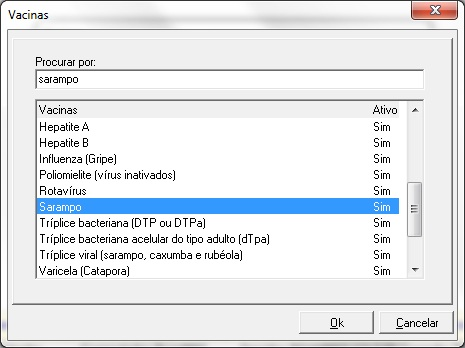 Vacinas
Procurar por:
sarampo
Vacinas Ativo
Hepatite A Sim
Hepatite B Sim
Influenza (Gripe) Sim
Poliomielite (vírus inativados) Sim
Rotavírus Sim
Sarampo Sim
Tríplice bacteriana (DTP ou DTPa) Sim
Tríplice bacteriana acelular do tipo adulto (dTpa) Sim
Tríplice viral (sarampo, caxumba e rubéola) Sim
Varicela (Catapora) Sim
Ok Cancelar